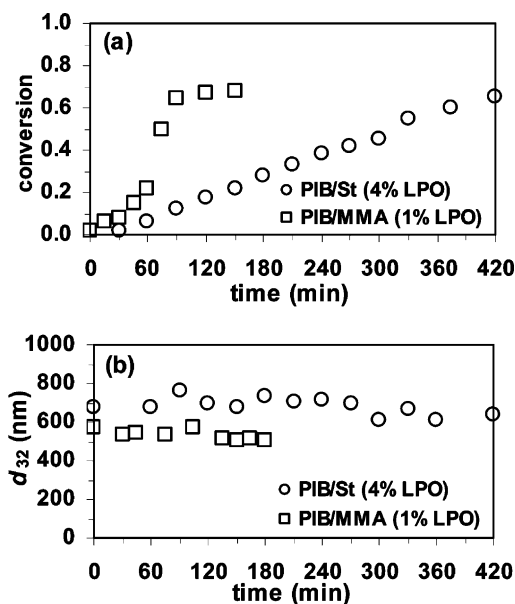 (a)
conversion
1.0
0.8
0.6
0.4
0.2
0.0
PIB/St (4% LPO)
PIB/MMA (1% LPO)
0 60 120 180 240 300 360 420
time (min)
(b)
d32 (nm)
1000
800
600
400
200
0
PIB/St (4% LPO)
PIB/MMA (1% LPO)
0 60 120 180 240 300 360 420
time (min)